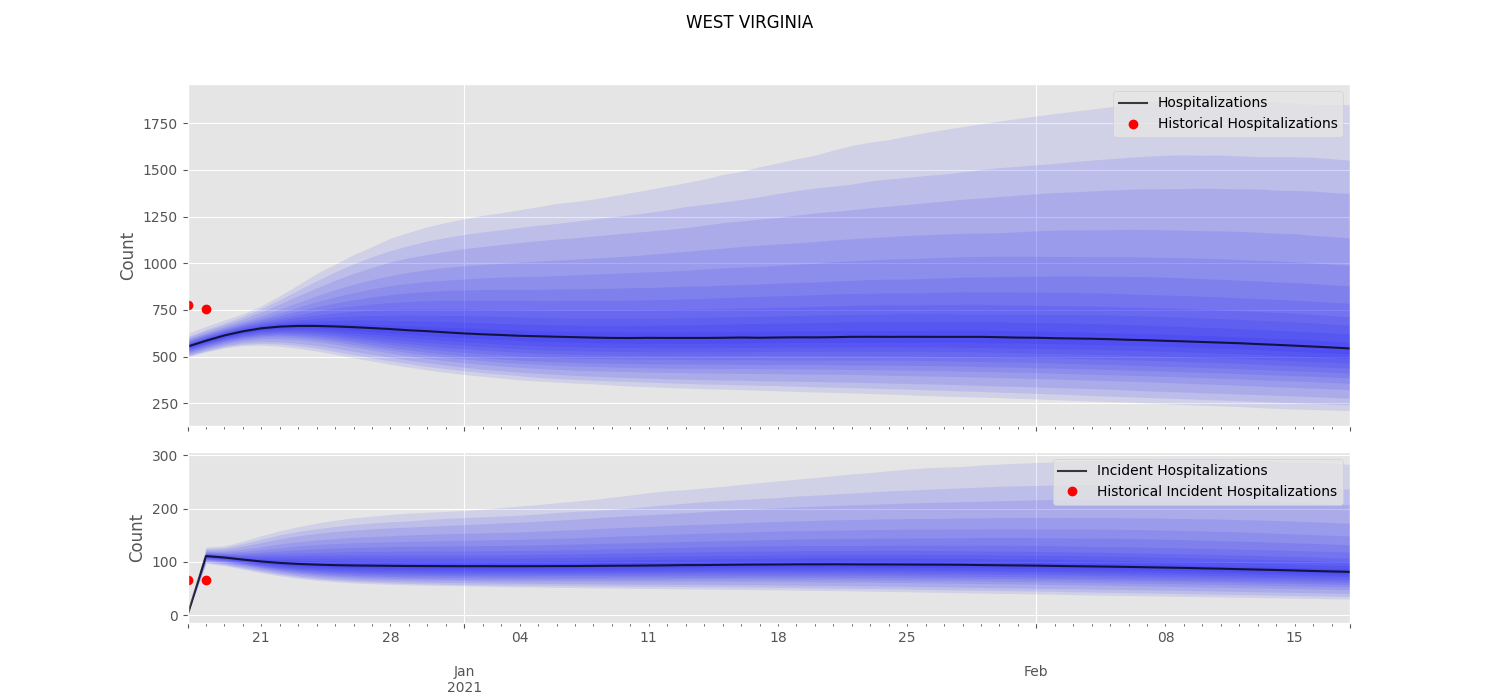 WEST VIRGINIA
Count
1750
1500
1250
1000
750
500
250
Hospitalizations
Historical Hospitalizations
Count
300
200
100
0
Incident Hospitalizations
Historical Incident Hospitalizations
21 28 04 11 18 25 08 15
Jan Feb
2021